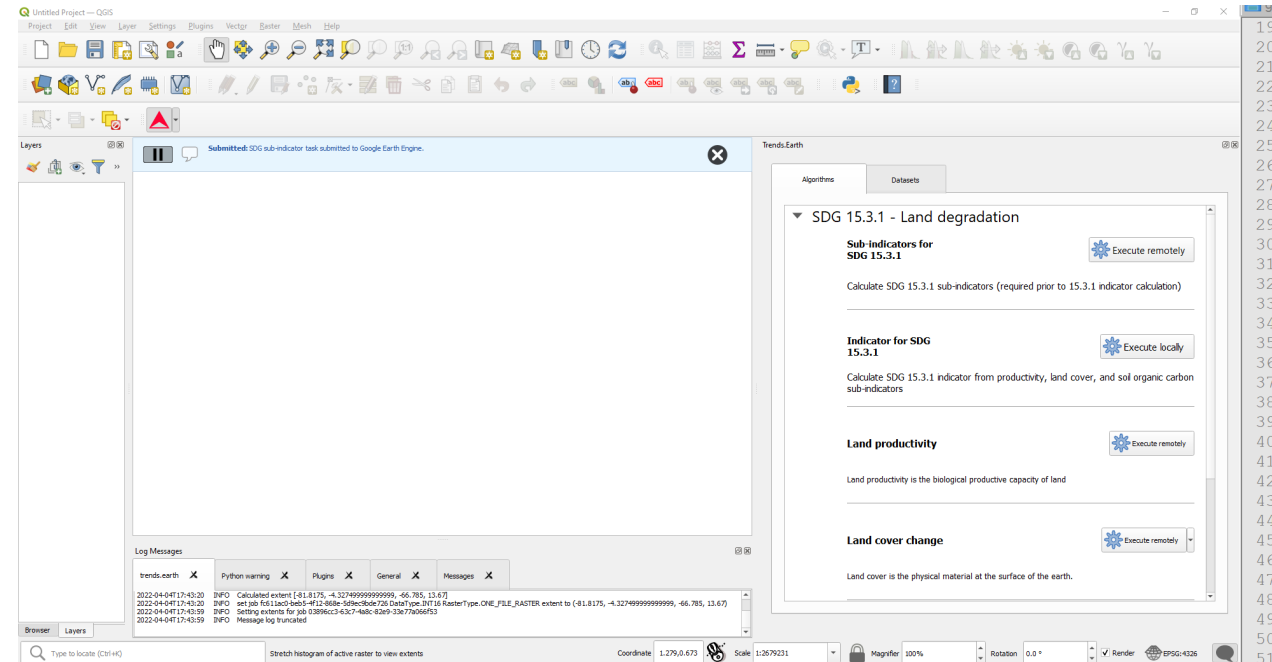 Untitled Project — QGIS
Project Edit View Layer Settings Plugins Vector Raster Mesh Help
Layers
Submitted: SDG sub-indicator task submitted to Google Earth Engine.
Trends.Earth
Algorithms
Datasets
SDG 15.3.1 - Land degradation
Sub-indicators for
SDG 15.3.1
Execute remotely
Calculate SDG 15.3.1 sub-indicators (required prior to 15.3.1 indicator calculation)
Indicator for SDG
15.3.1
Execute locally
Calculate SDG 15.3.1 indicator from productivity, land cover, and soil organic carbon
sub-indicators
Land productivity
Execute remotely
Land productivity is the biological productive capacity of land
Land cover change
Execute remotely
Land cover is the physical material at the surface of the earth.
Log Messages
trends.earth
Python warning
Plugins
General
Messages
2022-04-04T17:43:20 INFO Calculated extent [-81.8175, -4.327499999999999, -66.785, 13.67]
2022-04-04T17:43:20 INFO set job fc611ac0-beb5-4f12-868e-5d9ec9bde726 DataType.INT16 RasterType.ONE_FILE_RASTER extent to (-81.8175, -4.327499999999999, -66.785, 13.67)
2022-04-04T17:43:59 INFO Setting extents for job 03896cc3-63c7-4a8c-82e9-33e77a066f53
2022-04-04T17:43:59 INFO Message log truncated
Browser
Layers
Type to locate (Ctrl+K)
Stretch histogram of active raster to view extents
Coordinate 1.279,0.673
Scale 1:2679231
Magnifier 100%
Rotation 0.0 °
Render
EPSG:4326